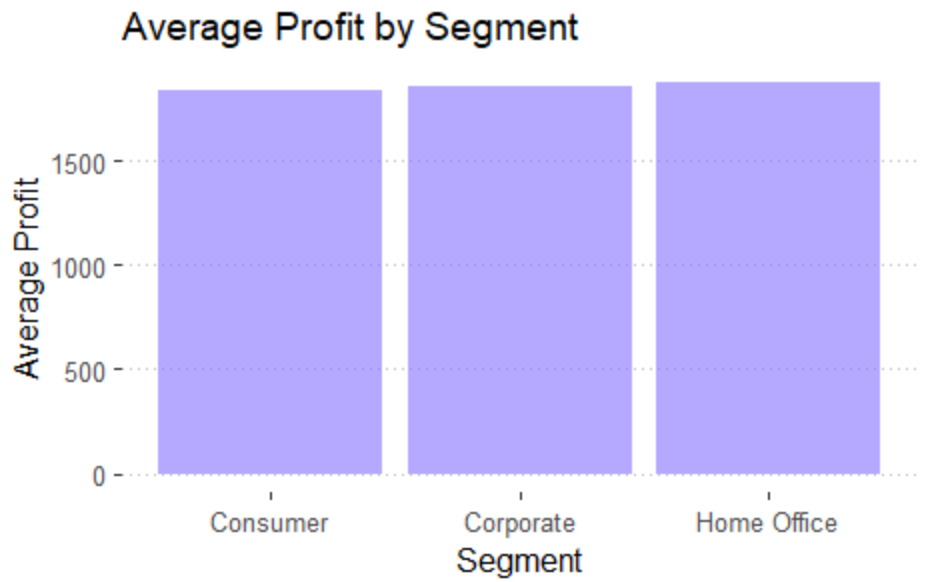 Average Profit by Segment
Average Profit
1500
1000
500
0
Consumer Corporate Home Office
Segment